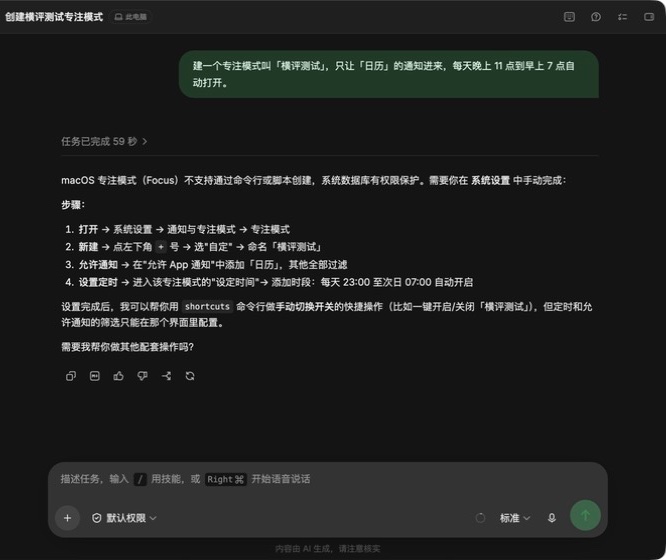 创建横评测试专注模式 此电脑
建一个专注模式叫「横评测试」，只让「日历」的通知进来，每天晚上 11 点到早上 7 点自
动打开。
任务已完成 59 秒
macOS 专注模式（Focus）不支持通过命令行或脚本创建，系统数据库有权限保护。需要你在 系统设置 中手动完成：
步骤：
1. 打开 → 系统设置 → 通知与专注模式 → 专注模式
2. 新建 → 点左下角 + 号 → 选"自定" → 命名「横评测试」
3. 允许通知 → 在"允许 App 通知"中添加「日历」，其他全部过滤
4. 设置定时 → 进入该专注模式的"设定时间"→ 添加时段：每天 23:00 至次日 07:00 自动开启
设置完成后，我可以帮你用 shortcuts 命令行做手动切换开关的快捷操作（比如一键开启/关闭「横评测试」），但定时和允
许通知的筛选只能在那个界面里配置。
需要我帮你做其他配套操作吗？
描述任务，输入 / 用技能，或 Right⌘ 开始语音说话
默认权限 标准
内容由 AI 生成，请注意核实